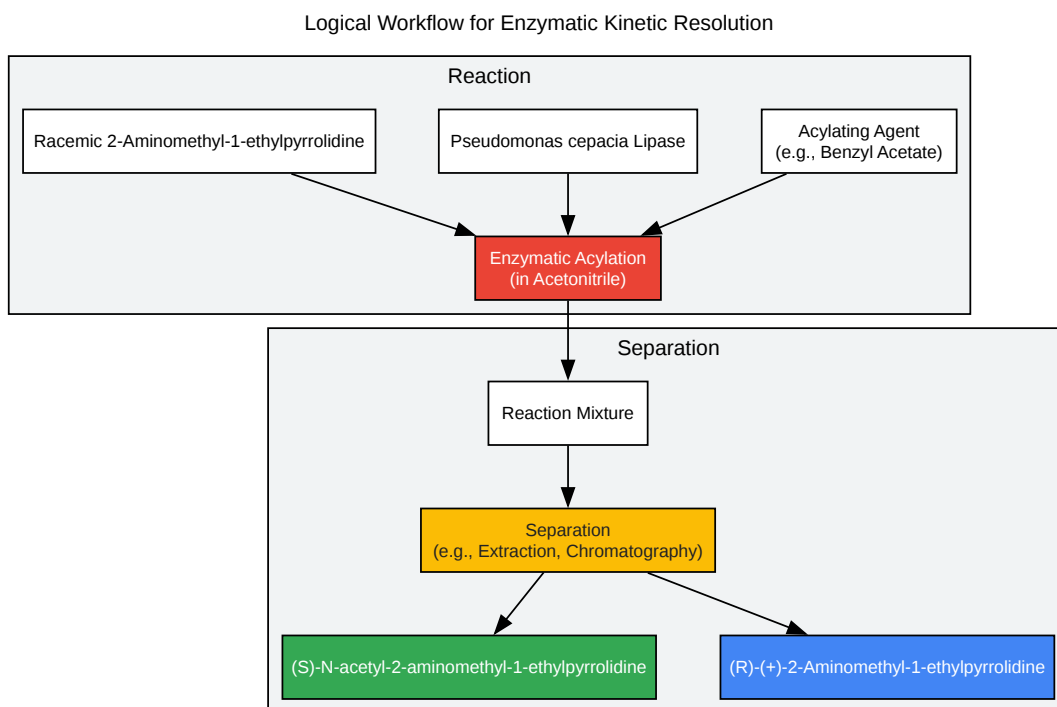 Logical Workflow for Enzymatic Kinetic Resolution
Reaction
Racemic 2-Aminomethyl-1-ethylpyrrolidine
Pseudomonas cepacia Lipase
Acylating Agent
(e.g., Benzyl Acetate)
Enzymatic Acylation
(in Acetonitrile)
Separation
Reaction Mixture
Separation
(e.g., Extraction, Chromatography)
(S)-N-acetyl-2-aminomethyl-1-ethylpyrrolidine
(R)-(+)-2-Aminomethyl-1-ethylpyrrolidine